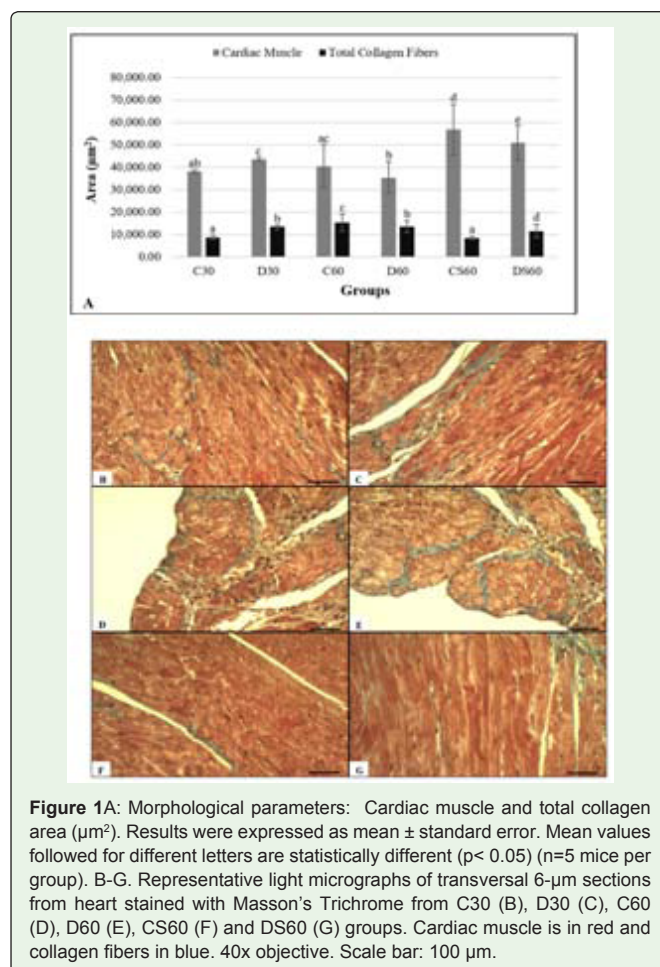 Cardiac Muscle Total Collagen Fibers
80,000.00
70,000.00
60,000.00
50,000.00
40,000.00
30,000.00
20,000.00
10,000.00
0.00
Area (μm²)
ab a c b ac c b b d a e d
C30 D30 C60 D60 CS60 DS60
Groups
A
B
C
D
E
F
G
Figure 1A: Morphological parameters: Cardiac muscle and total collagen
area (μm²). Results were expressed as mean ± standard error. Mean values
followed for different letters are statistically different (p< 0.05) (n=5 mice per
group). B-G. Representative light micrographs of transversal 6-μm sections
from heart stained with Masson's Trichrome from C30 (B), D30 (C), C60
(D), D60 (E), CS60 (F) and DS60 (G) groups. Cardiac muscle is in red and
collagen fibers in blue. 40x objective. Scale bar: 100 μm.